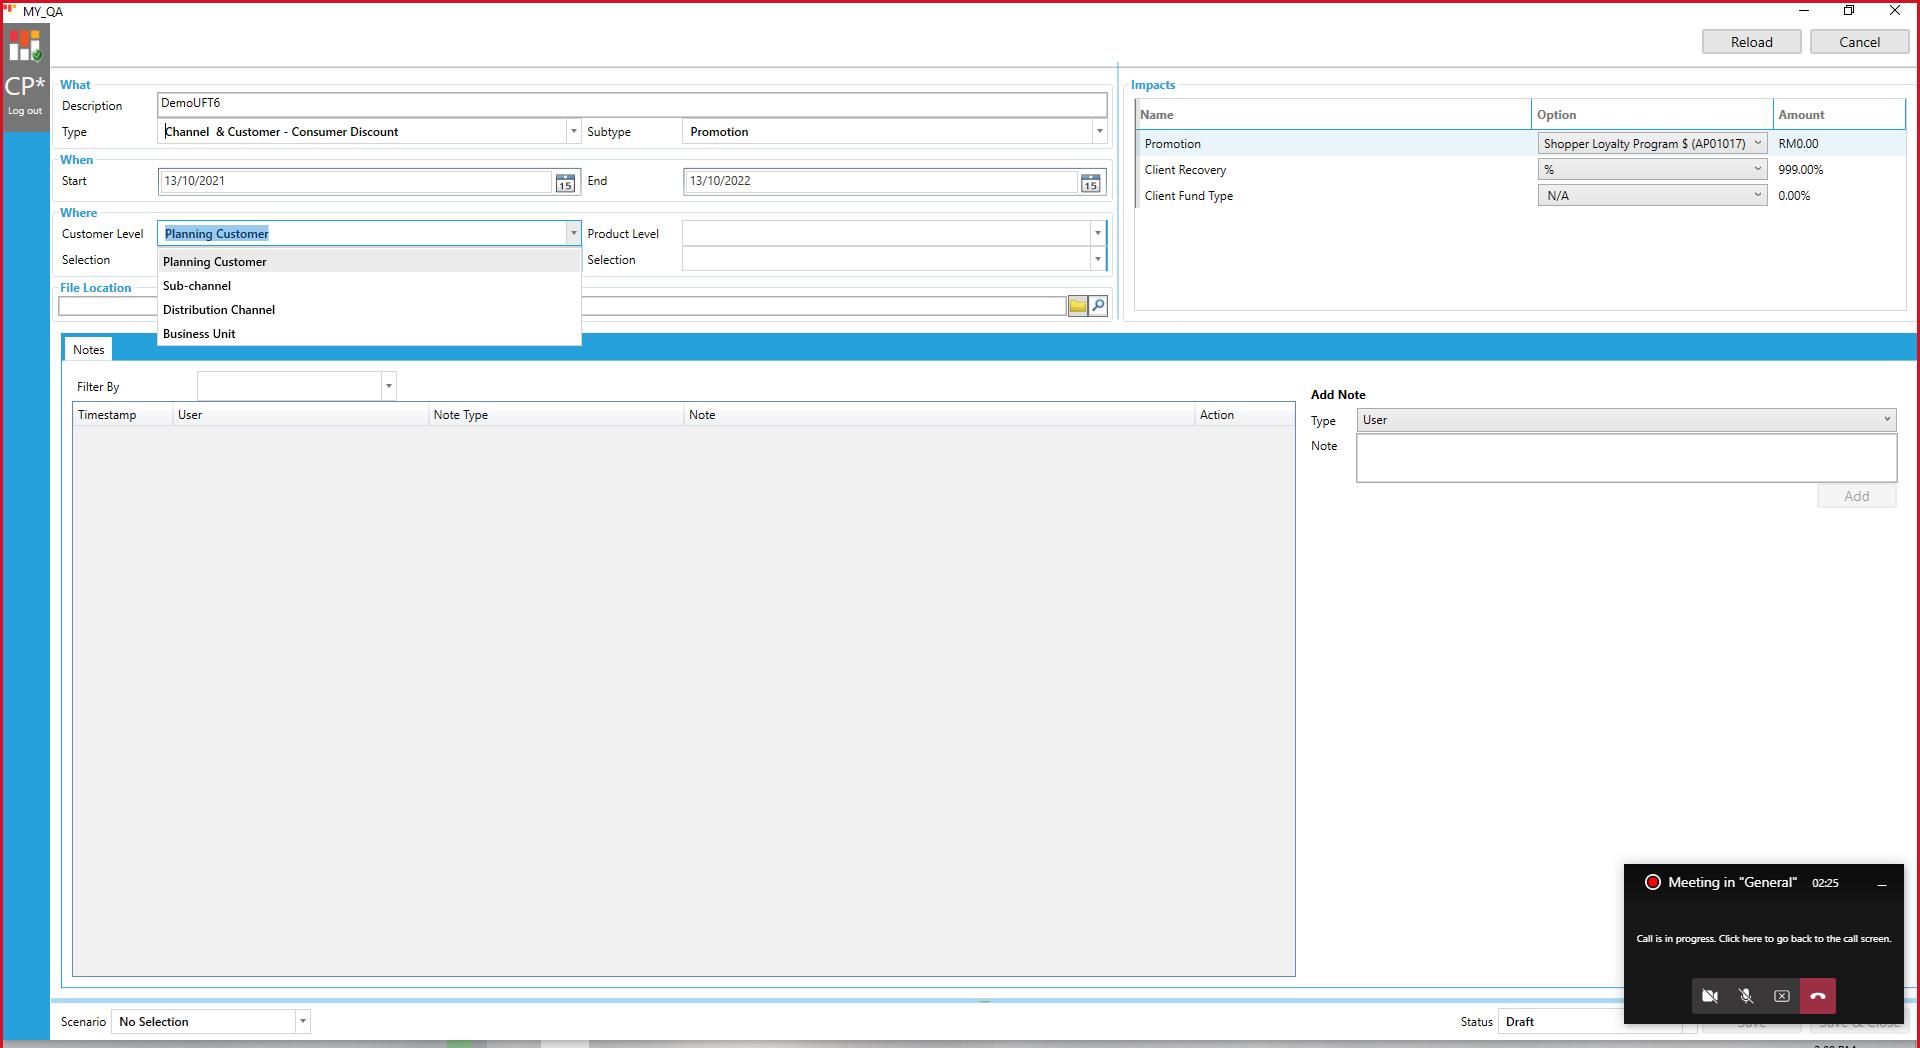 MY_QA
Reload
Cancel
CP*
Log out
What
Description
DemoUFT6
Type
Channel & Customer - Consumer Discount
Subtype
Promotion
When
Start
13/10/2021
15
End
13/10/2022
15
Where
Customer Level
Planning Customer
Product Level
Selection
Planning Customer
Sub-channel
Distribution Channel
Business Unit
Selection
File Location
Impacts
Name
Option
Amount
Promotion
Shopper Loyalty Program $ (AP01017)
RM0.00
Client Recovery
%
999.00%
Client Fund Type
N/A
0.00%
Notes
Filter By
Timestamp
User
Note Type
Note
Action
Add Note
Type
User
Note
Add
Meeting in "General"
02:25
Call is in progress. Click here to go back to the call screen.
Scenario
No Selection
Status
Draft
Save
Save & Close